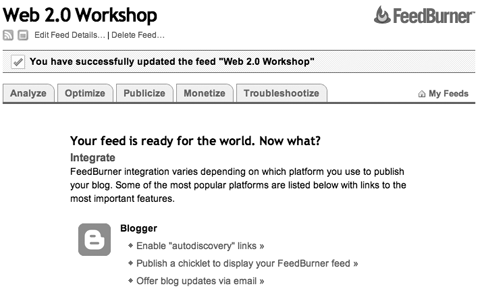 Web 2.0 Workshop
FeedBurner™
Edit Feed Details... | Delete Feed...
You have successfully updated the feed "Web 2.0 Workshop"
Analyze Optimize Publicize Monetize Troubleshootize My Feeds
Your feed is ready for the world. Now what?
Integrate
FeedBurner integration varies depending on which platform you use to publish
your blog. Some of the most popular platforms are listed below with links to the
most important features.
Blogger
Enable "autodiscovery" links »
Publish a chicklet to display your FeedBurner feed »
Offer blog updates via email »